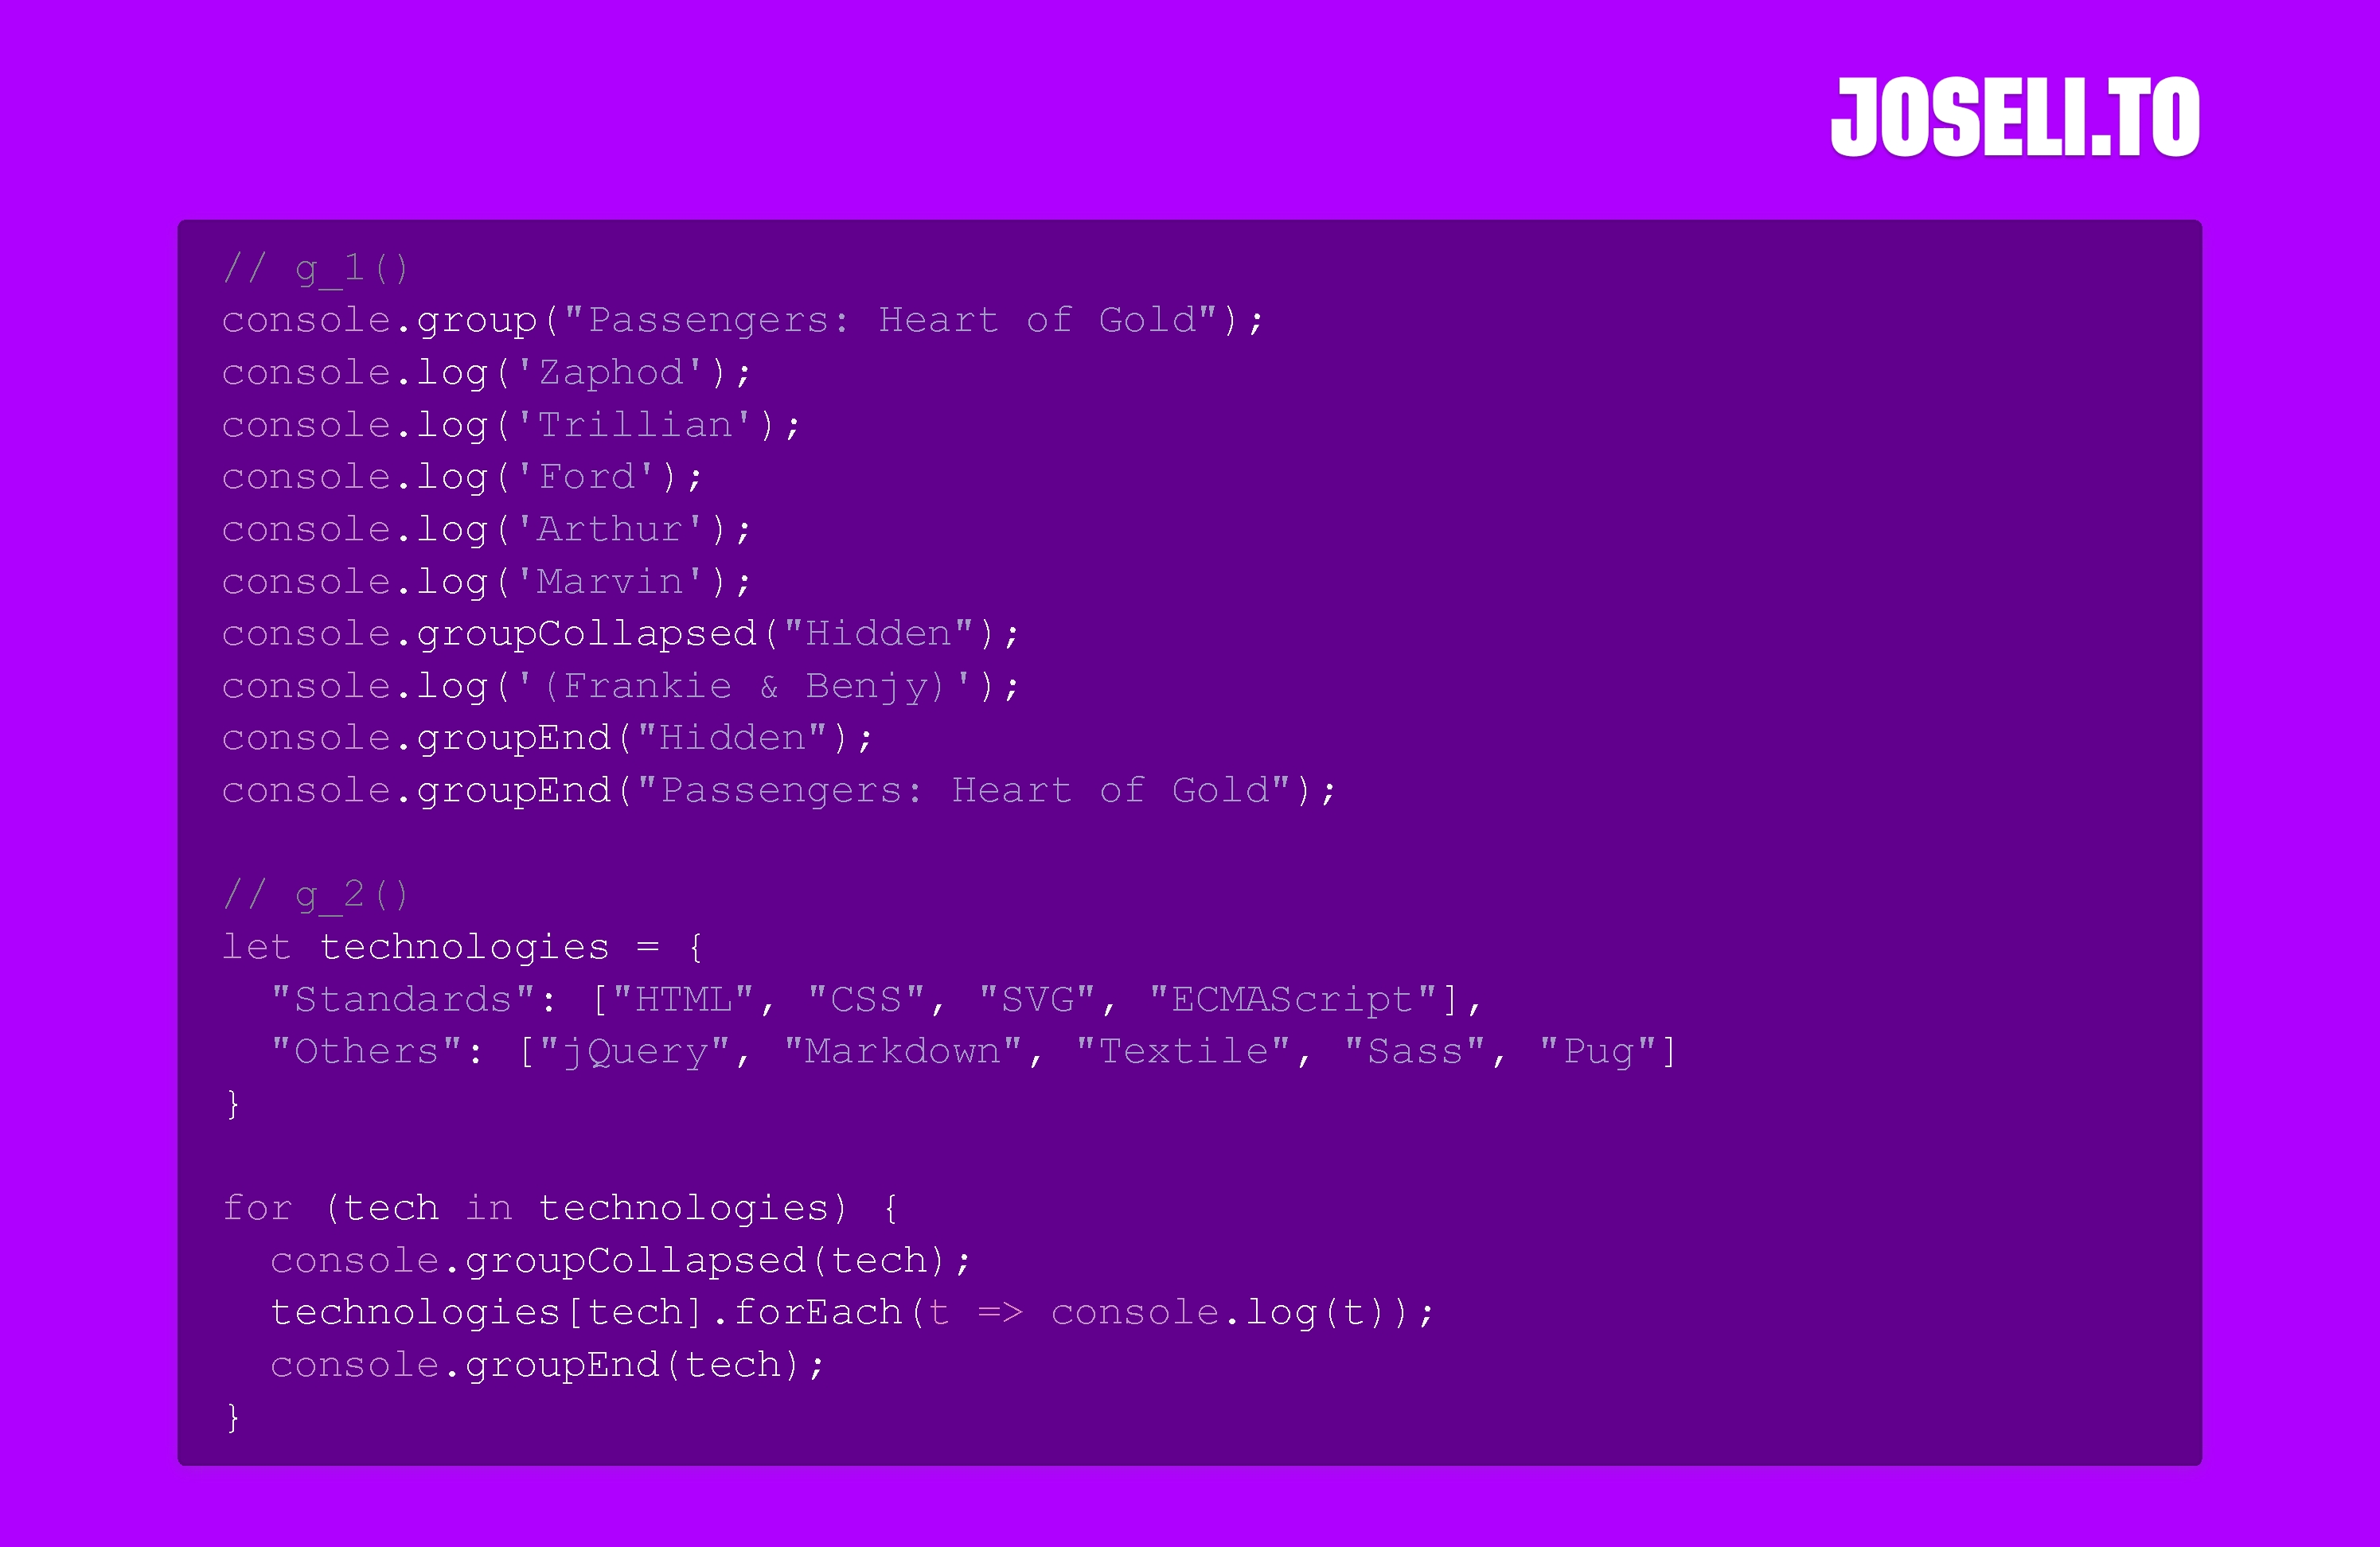 JOSELI.TO
// g_1()
console.group("Passengers: Heart of Gold");
console.log('Zaphod');
console.log('Trillian');
console.log('Ford');
console.log('Arthur');
console.log('Marvin');
console.groupCollapsed("Hidden");
console.log('(Frankie & Benjy)');
console.groupEnd("Hidden");
console.groupEnd("Passengers: Heart of Gold");

// g_2()
let technologies = {
  "Standards": ["HTML", "CSS", "SVG", "ECMAScript"],
  "Others": ["jQuery", "Markdown", "Textile", "Sass", "Pug"]
}

for (tech in technologies) {
  console.groupCollapsed(tech);
  technologies[tech].forEach(t => console.log(t));
  console.groupEnd(tech);
}